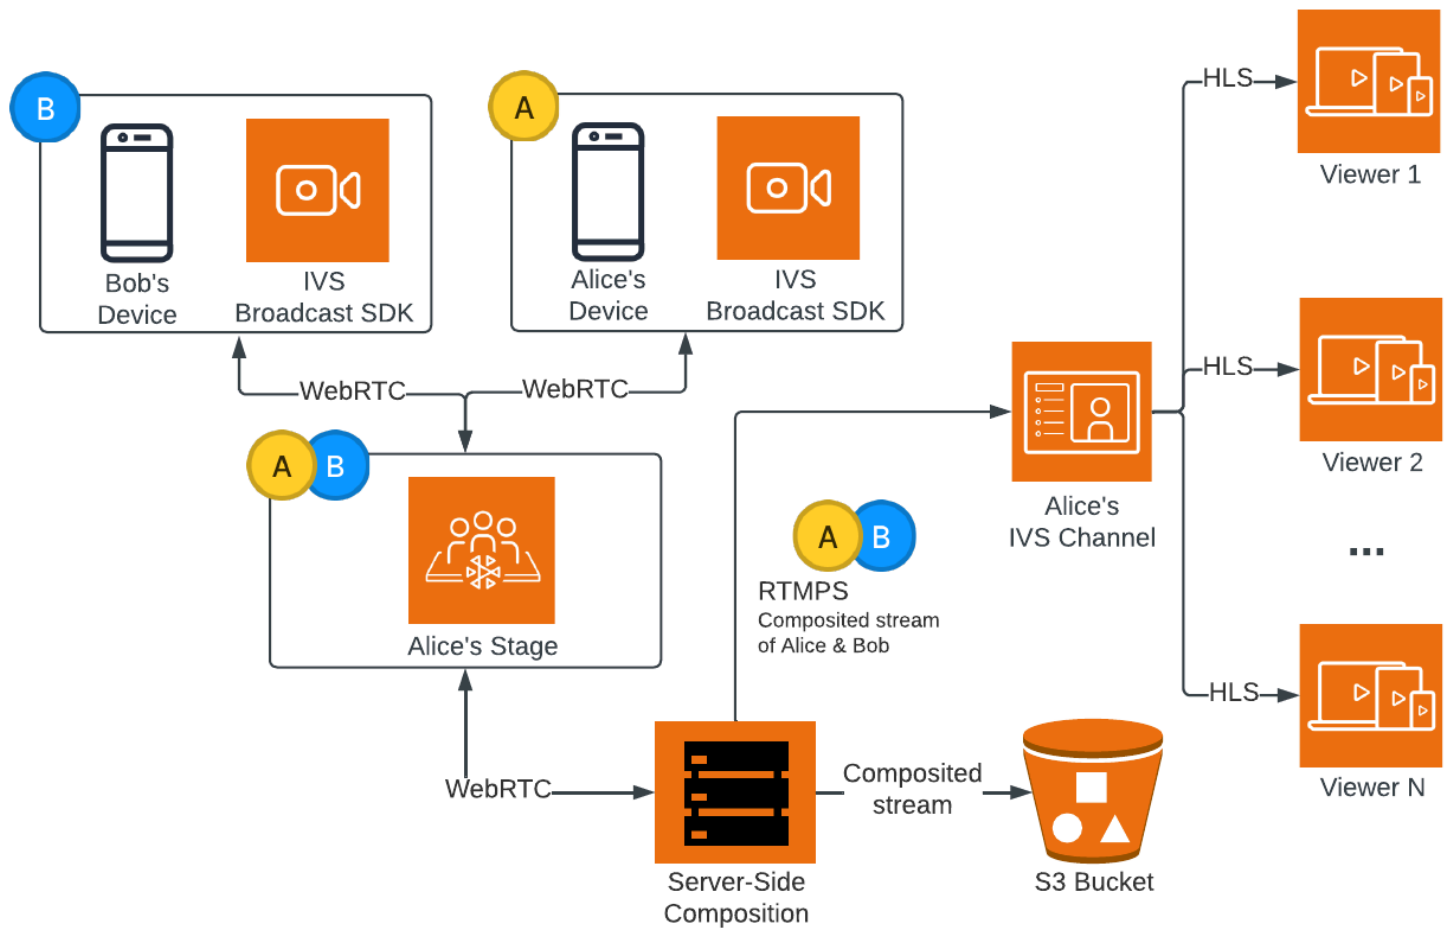 B
Bob's
Device
IVS
Broadcast SDK
A
Alice's
Device
IVS
Broadcast SDK
WebRTC
WebRTC
A
B
Alice's Stage
WebRTC
Server-Side
Composition
A
B
RTMPS
Composited stream
of Alice & Bob
Composited
stream
S3 Bucket
Alice's
IVS Channel
HLS
Viewer 1
HLS
Viewer 2
...
HLS
Viewer N